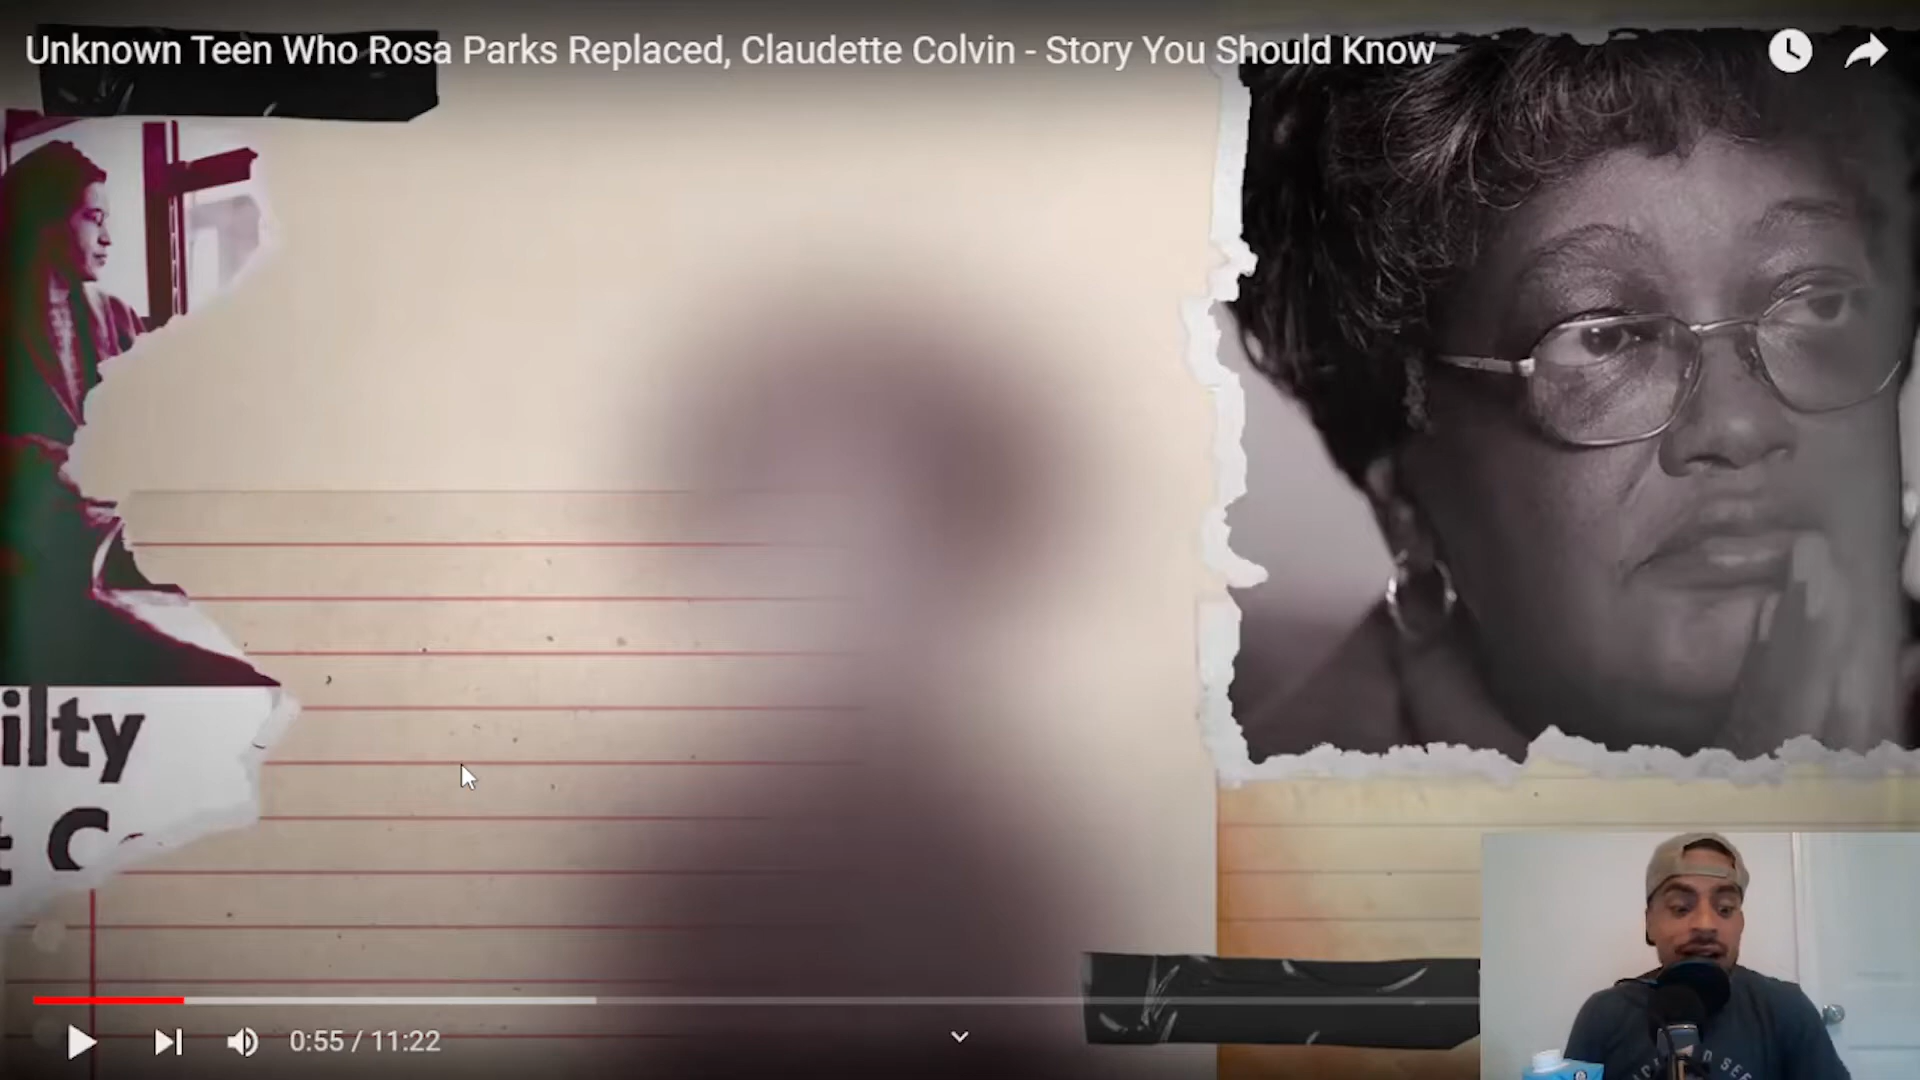 Unknown Teen Who Rosa Parks Replaced, Claudette Colvin - Story You Should Know
ilty
t C
0:55 / 11:22